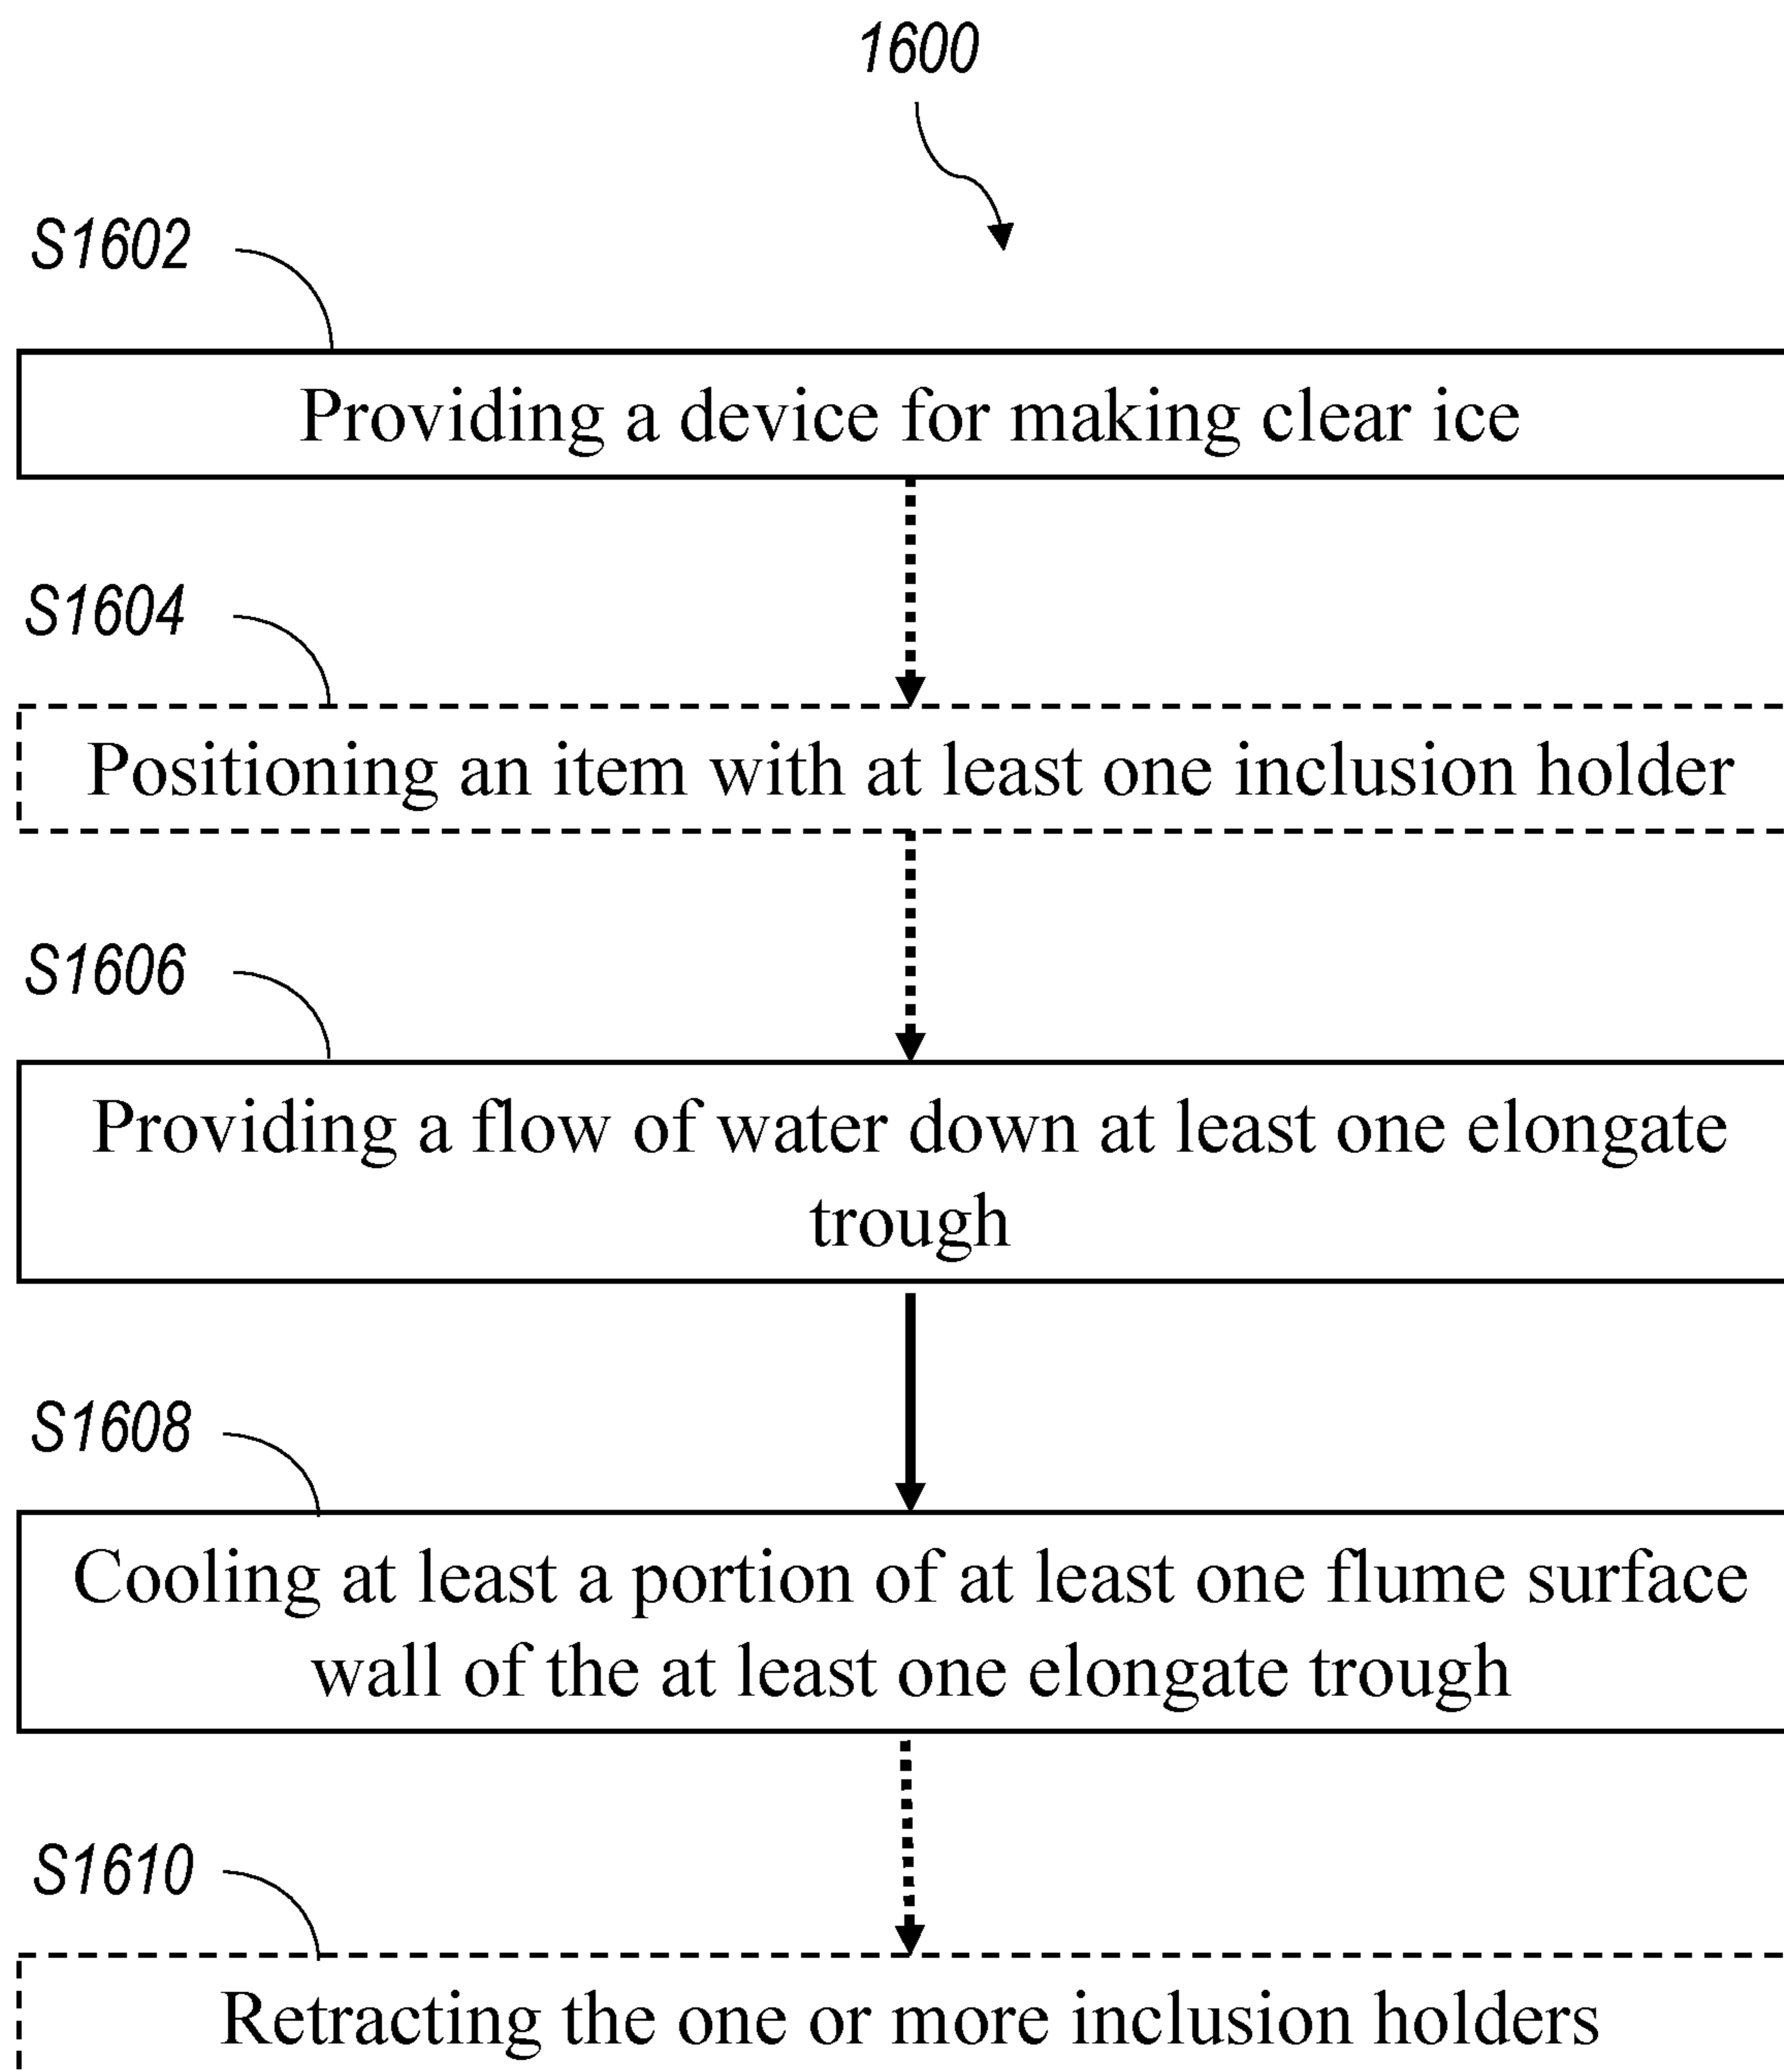 1600
S1602
Providing a device for making clear ice
S1604
Positioning an item with at least one inclusion holder
S1606
Providing a flow of water down at least one elongate
trough
S1608
Cooling at least a portion of at least one flume surface
wall of the at least one elongate trough
S1610
Retracting the one or more inclusion holders